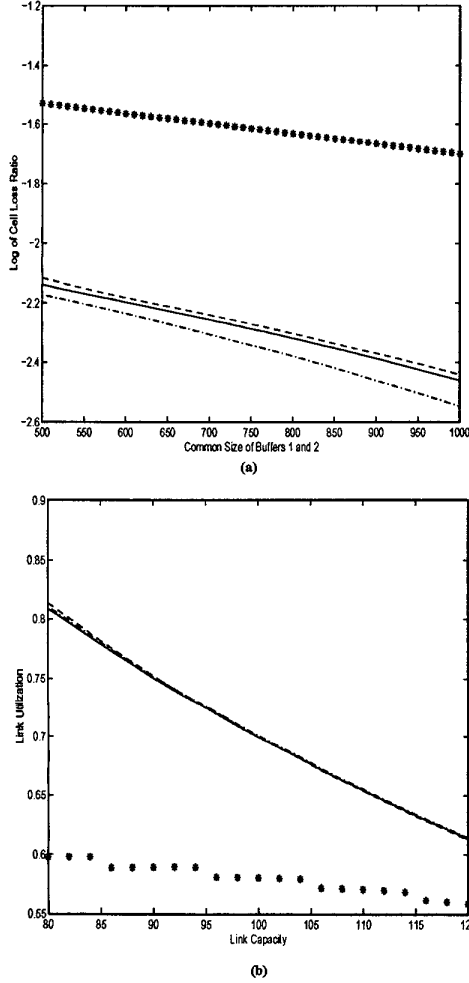 -1.2
-1.4
-1.6
-1.8
-2
-2.2
-2.4
-2.6
Log of Cell Loss Ratio
500 550 600 650 700 750 800 850 900 950 1000
Common Size of Buffers 1 and 2
(a)
0.9
0.85
0.8
0.75
0.7
0.65
0.6
0.55
Link Utilization
80 85 90 95 100 105 110 115 120
Link Capacity
(b)